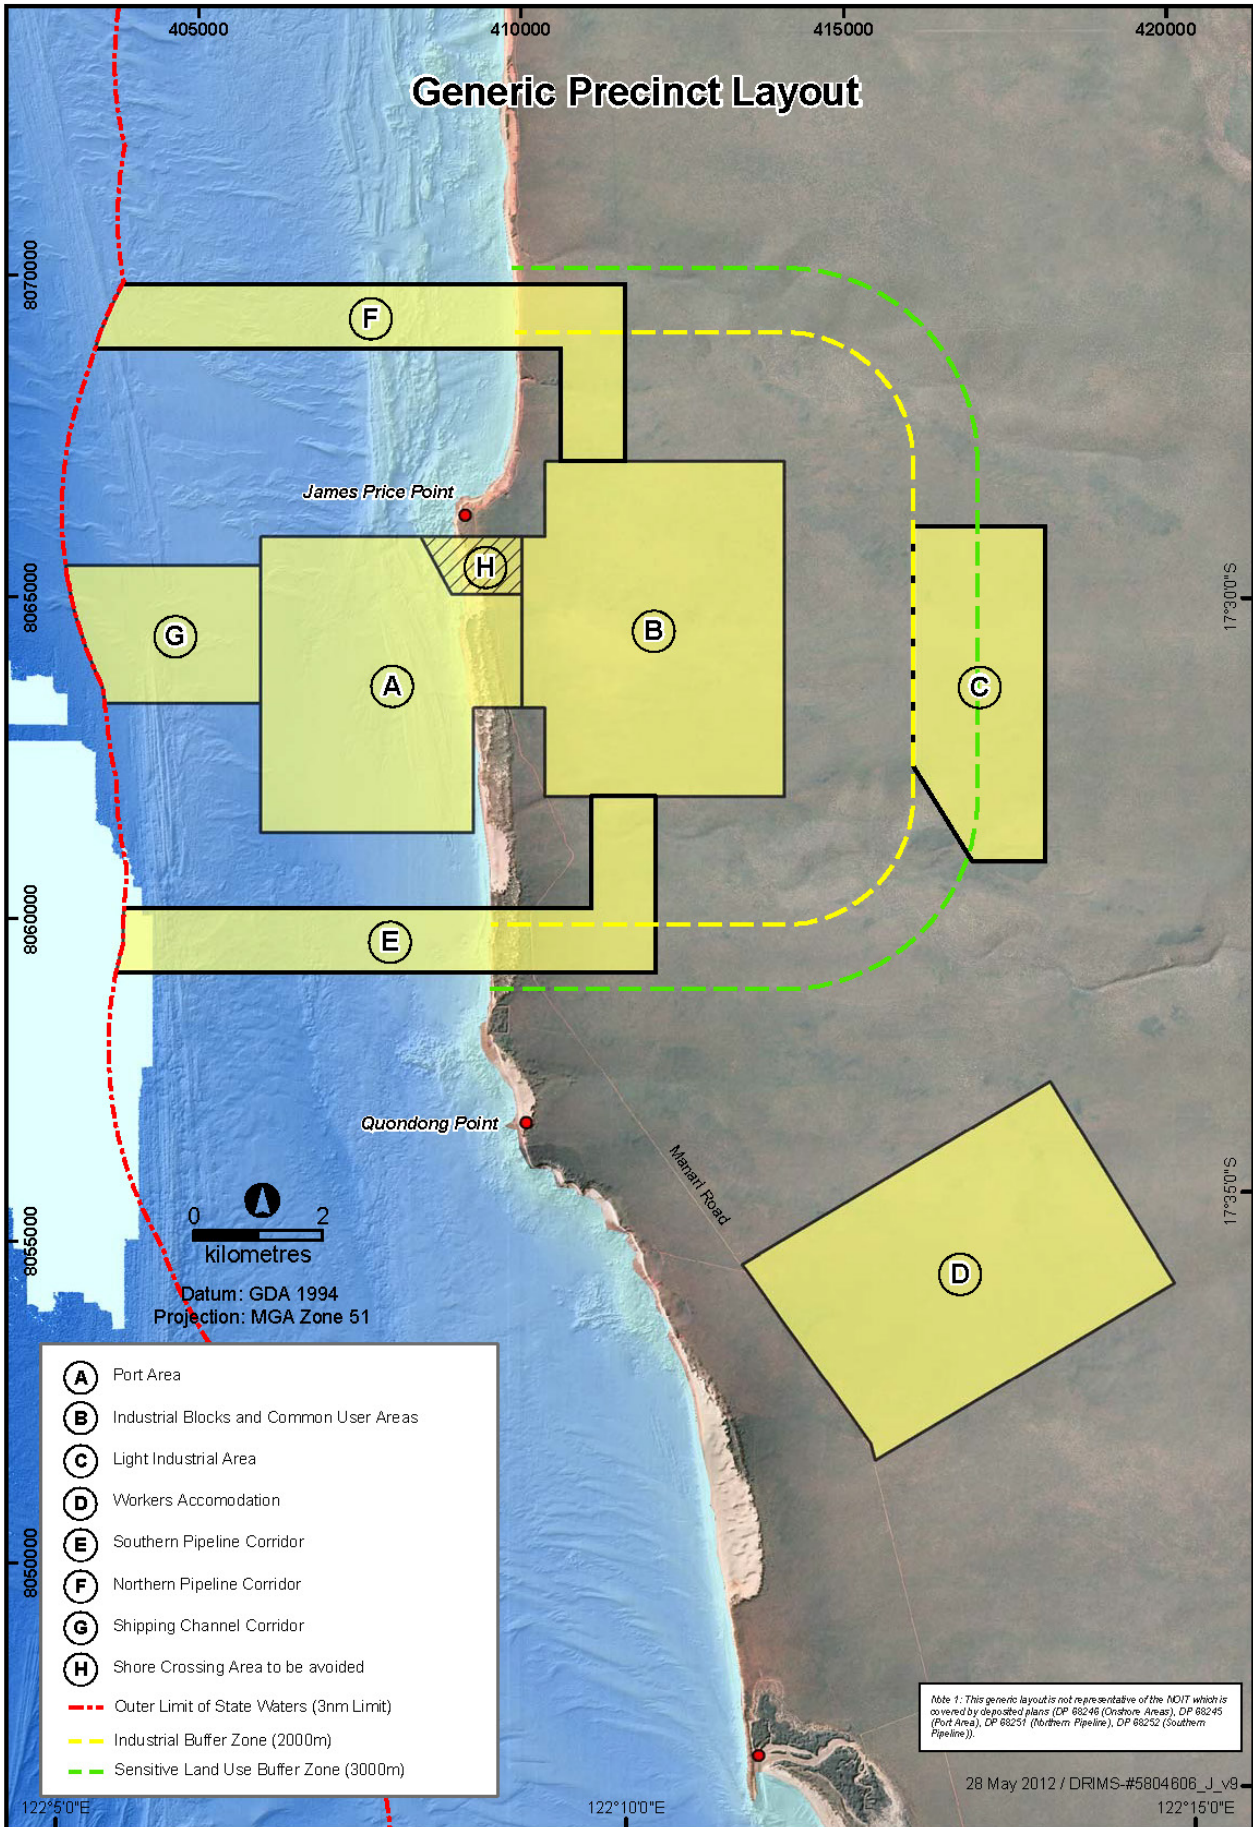 405000
410000
415000
420000
Generic Precinct Layout
8070000
F
James Price Point
H
8065000
17°30'0"S
G
B
A
C
8060000
E
Quondong Point
Manari Road
17°35'0"S
0 2
kilometres
8055000
D
Datum: GDA 1994
Projection: MGA Zone 51
A Port Area
B Industrial Blocks and Common User Areas
C Light Industrial Area
D Workers Accomodation
E Southern Pipeline Corridor
8050000
F Northern Pipeline Corridor
G Shipping Channel Corridor
H Shore Crossing Area to be avoided
Outer Limit of State Waters (3nm Limit)
Industrial Buffer Zone (2000m)
Sensitive Land Use Buffer Zone (3000m)
Note 1: This generic layout is not representative of the NOIT which is
covered by deposited plans (DP 68246 (Onshore Areas), DP 68245
(Port Area), DP 68251 (Northern Pipeline), DP 68252 (Southern
Pipeline)).
28 May 2012 / DRIMS-#5804606_J_v9
122°5'0"E
122°10'0"E
122°15'0"E